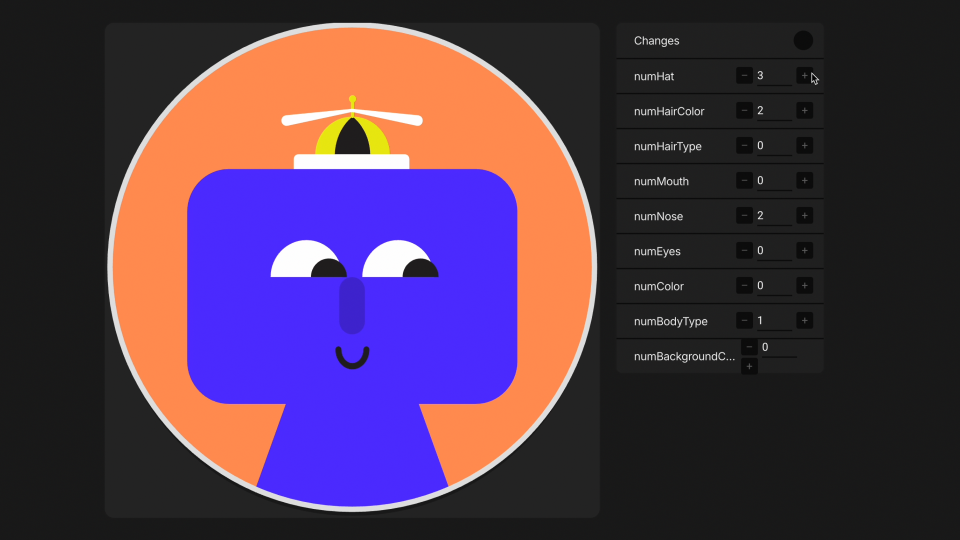 Changes
numHat − 3 +
numHairColor − 2 +
numHairType − 0 +
numMouth − 0 +
numNose − 2 +
numEyes − 0 +
numColor − 0 +
numBodyType − 1 +
numBackgroundC... − 0
+